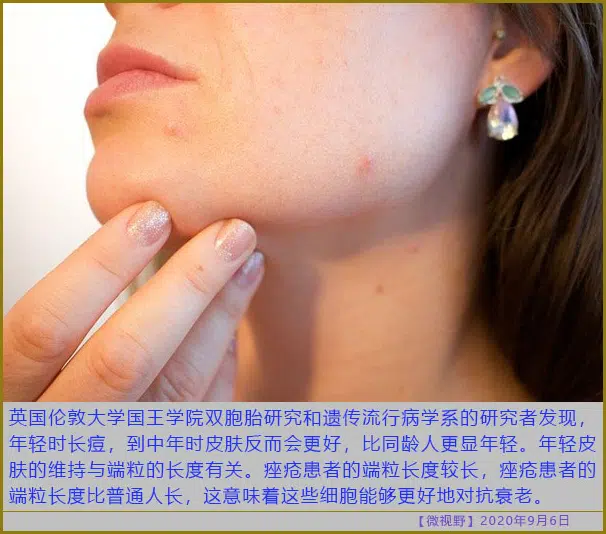 英国伦敦大学国王学院双胞胎研究和遗传流行病学系的研究者发现，
年轻时长痘，到中年时皮肤反而会更好，比同龄人更显年轻。年轻皮
肤的维持与端粒的长度有关。痤疮患者的端粒长度较长，痤疮患者的
端粒长度比普通人长，这意味着这些细胞能够更好地对抗衰老。
【微视野】2020年9月6日